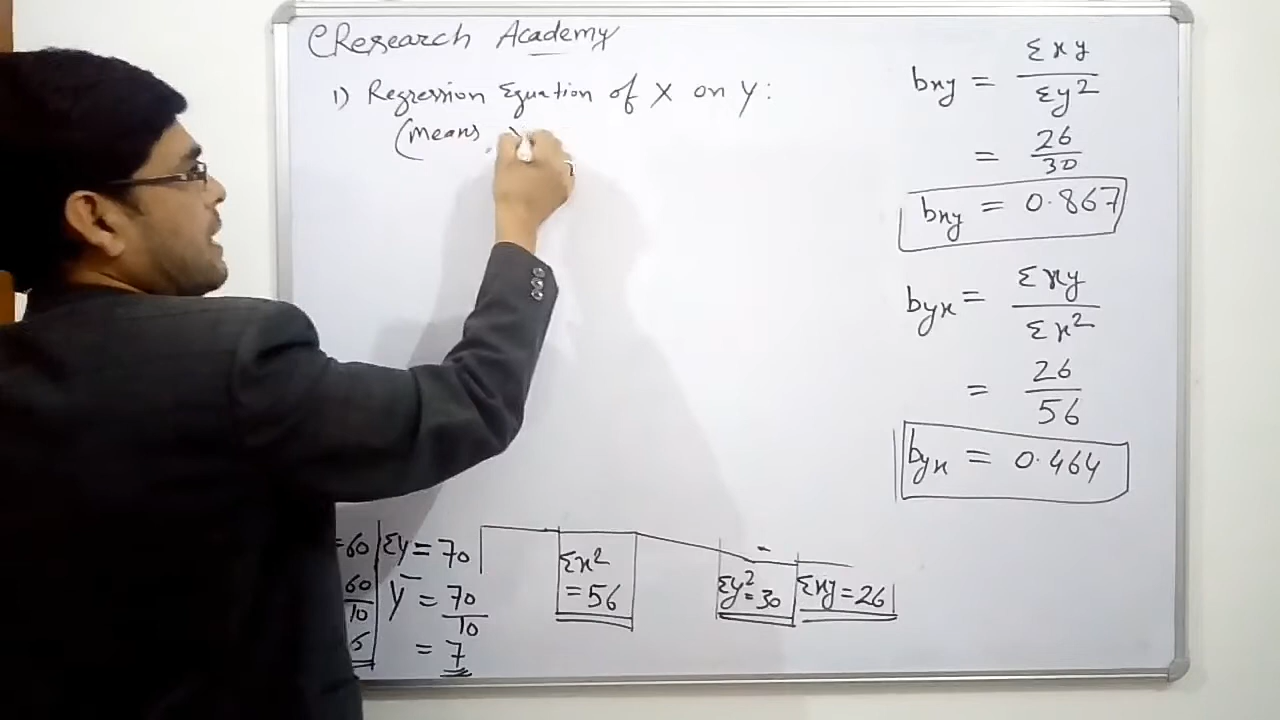 CResearch Academy
1) Regression Equation of X on Y:
(Means,
bxy = Σxy / Σy²
= 26 / 30
bxy = 0.867
byx = Σxy / Σx²
= 26 / 56
byx = 0.464
=60 Σy = 70 Σx² = 56 Σy² = 30 Σxy = 26
60 / 10 Y̅ = 70 / 10
= 7